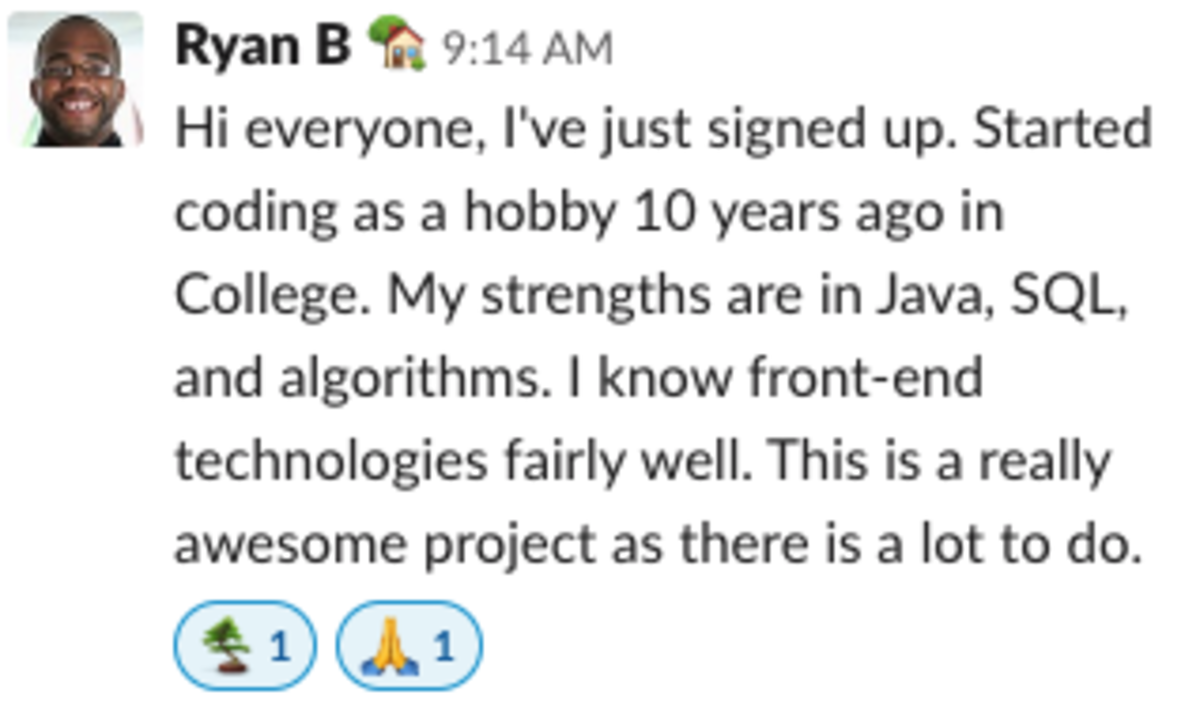 Ryan B 🏡 9:14 AM
Hi everyone, I've just signed up. Started
coding as a hobby 10 years ago in
College. My strengths are in Java, SQL,
and algorithms. I know front-end
technologies fairly well. This is a really
awesome project as there is a lot to do.
1 🙏 1